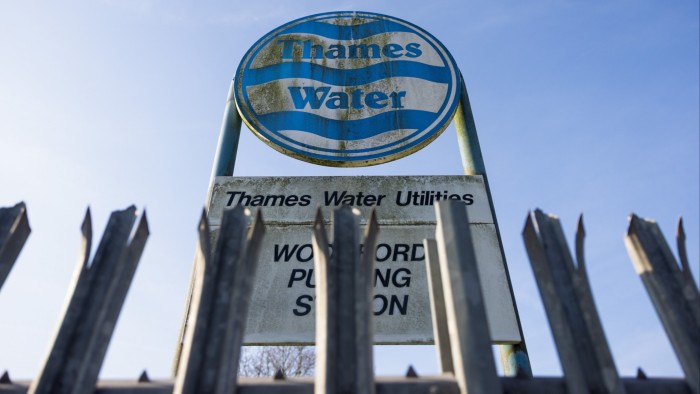 Thames
Water
Thames Water Utilities
WOODFORD
PUMPING
STATION